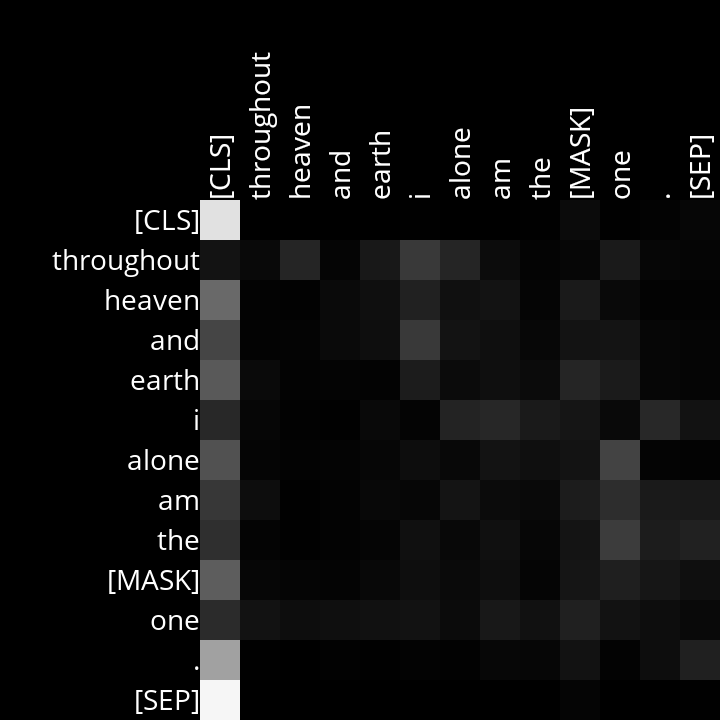 [CLS] throughout heaven and earth i alone am the [MASK] one . [SEP]
[CLS]
throughout
heaven
and
earth
i
alone
am
the
[MASK]
one
.
[SEP]